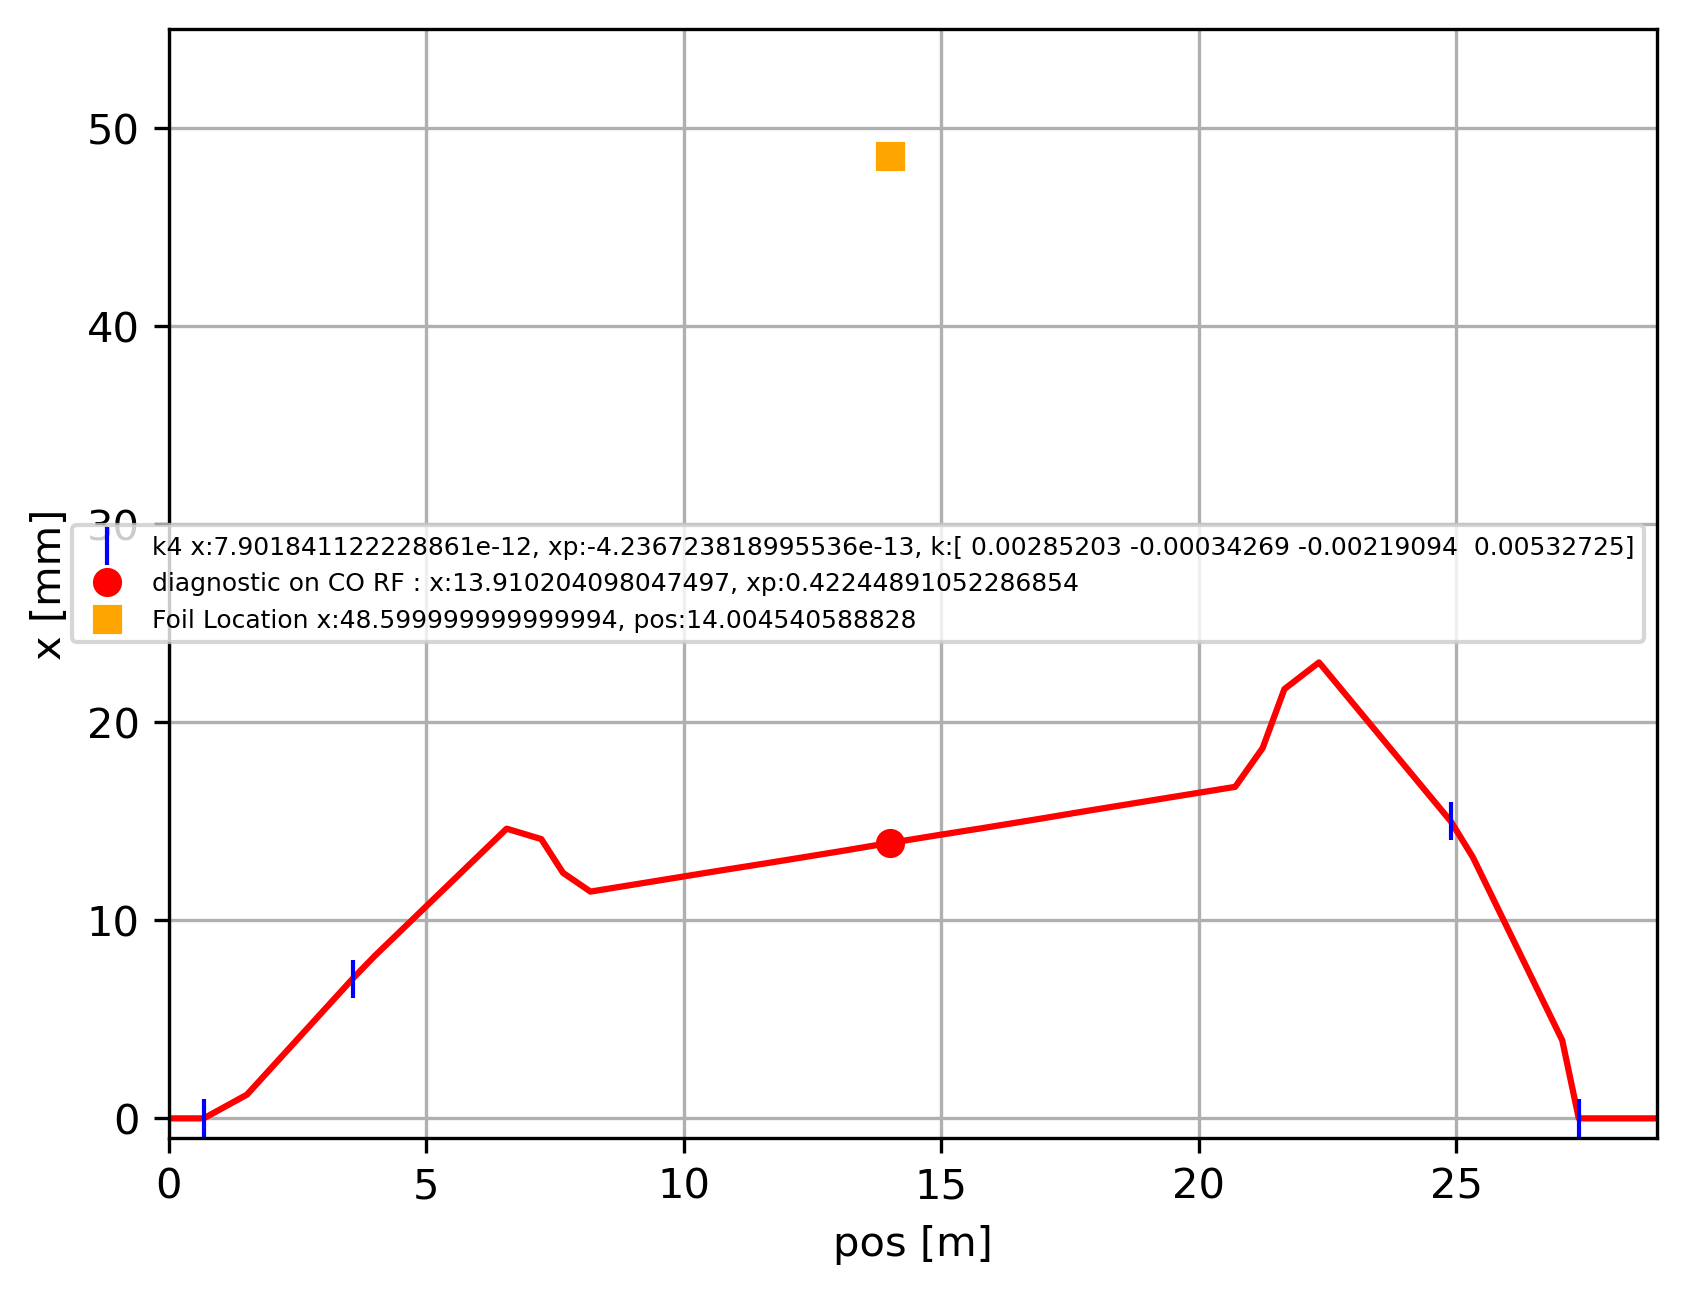 50
40
30
20
10
0
x [mm]
k4 x:7.901841122228861e-12, xp:-4.236723818995536e-13, k:[ 0.00285203 -0.00034269 -0.00219094  0.00532725]
diagnostic on CO RF : x:13.910204098047497, xp:0.42244891052286854
Foil Location x:48.599999999999994, pos:14.004540588828
0 5 10 15 20 25
pos [m]